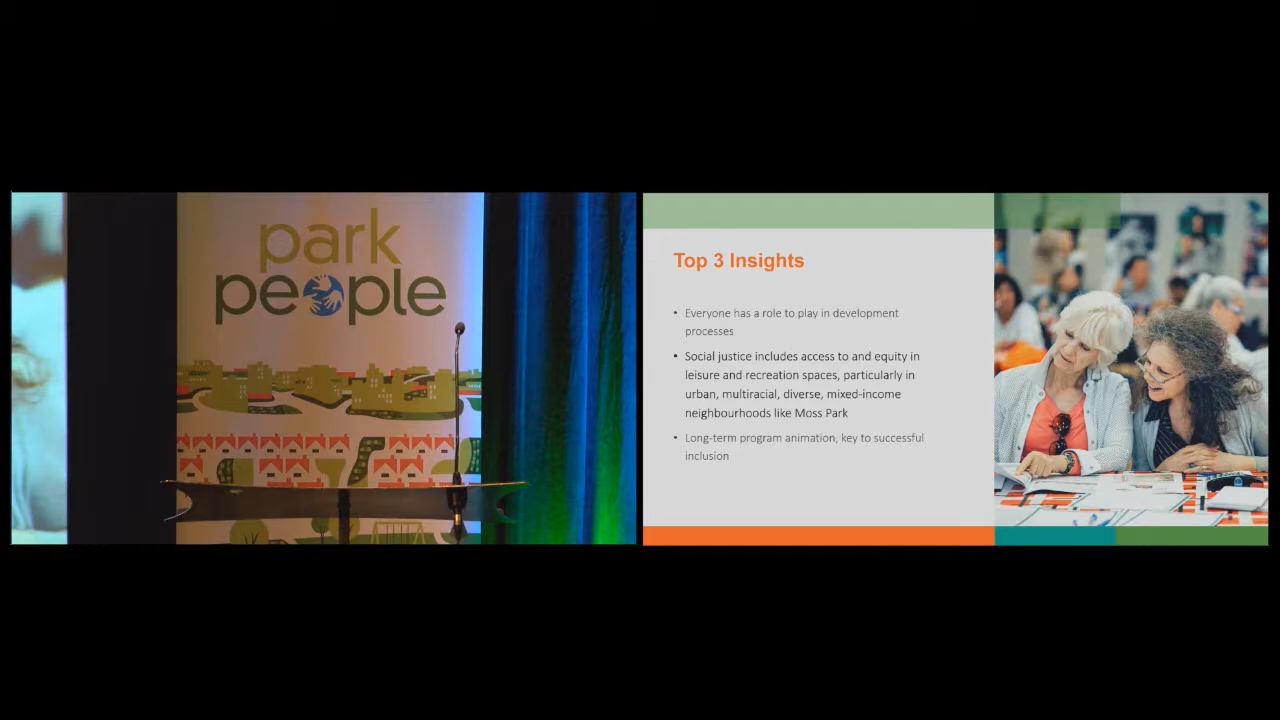 park
people
Top 3 Insights
• Everyone has a role to play in development
processes
• Social justice includes access to and equity in
leisure and recreation spaces, particularly in
urban, multiracial, diverse, mixed-income
neighbourhoods like Moss Park
• Long-term program animation, key to successful
inclusion